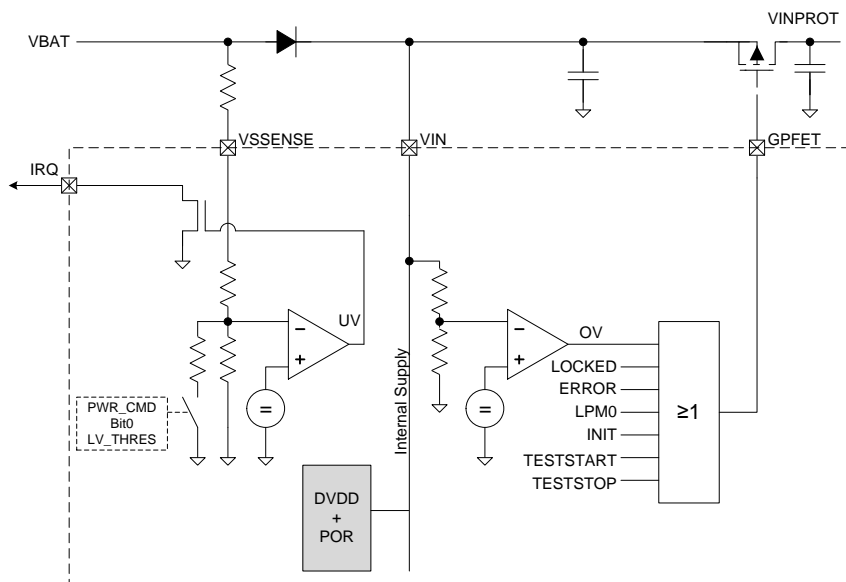 VINPROT
VBAT
VSSENSE
VIN
GPFET
IRQ
UV
OV
LOCKED
ERROR
LPM0
INIT
TESTSTART
TESTSTOP
≥1
Internal Supply
PWR_CMD
Bit0
LV_THRES
DVDD
+
POR
−
+
=
−
+
=